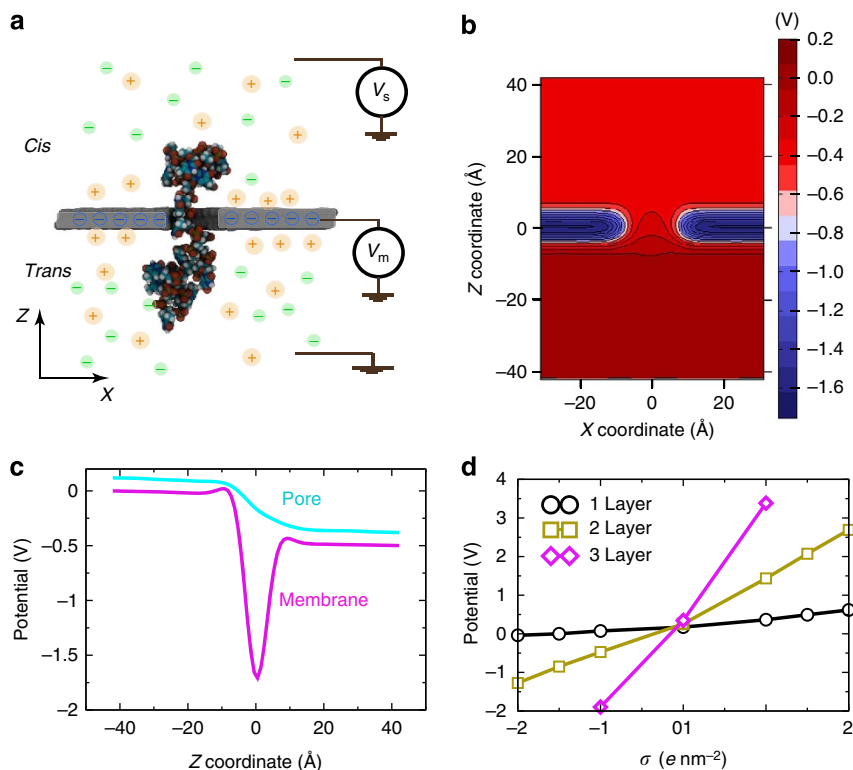 a
Cis
Trans
Vs
Vm
Z
X
b
(V)
0.2
0.0
−0.2
−0.4
−0.6
−0.8
−1.0
−1.2
−1.4
−1.6
40
20
0
−20
−40
Z coordinate (Å)
−20 0 20
X coordinate (Å)
c
Pore
Membrane
0
−0.5
−1
−1.5
−2
Potential (V)
−40 −20 0 20 40
Z coordinate (Å)
d
1 Layer
2 Layer
3 Layer
4
3
2
1
0
−1
−2
Potential (V)
−2 −1 01 2
σ (e nm−2)